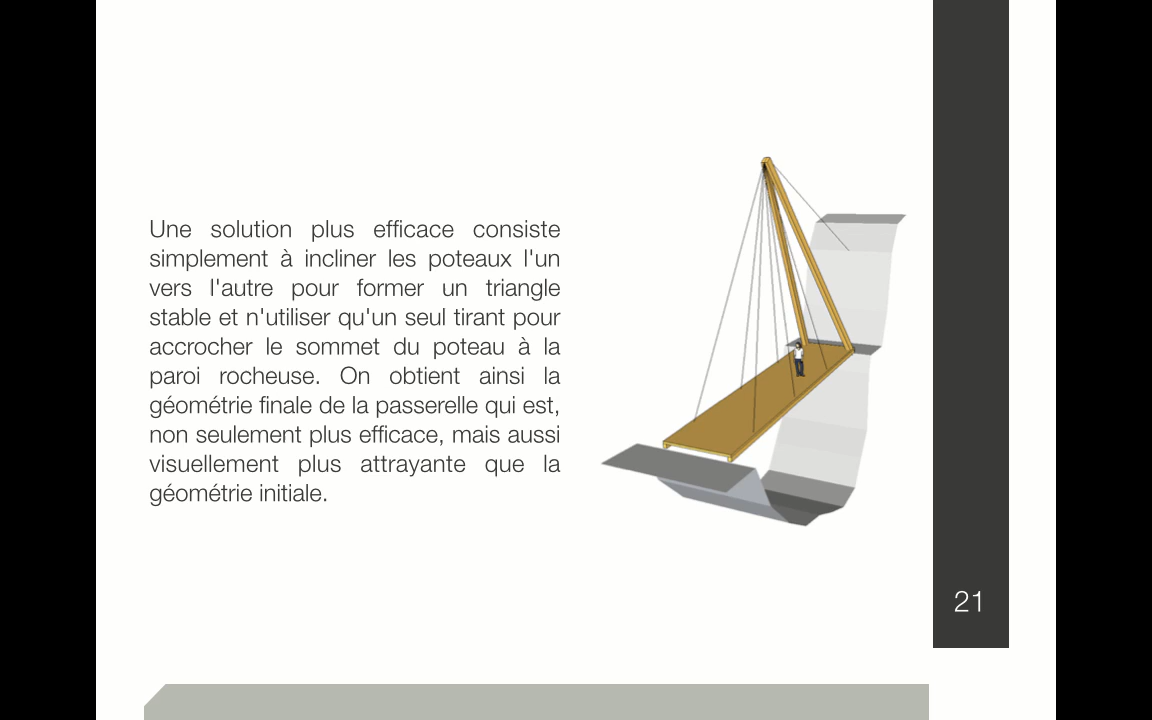 Une solution plus efficace consiste
simplement à incliner les poteaux l'un
vers l'autre pour former un triangle
stable et n'utiliser qu'un seul tirant pour
accrocher le sommet du poteau à la
paroi rocheuse. On obtient ainsi la
géométrie finale de la passerelle qui est,
non seulement plus efficace, mais aussi
visuellement plus attrayante que la
géométrie initiale.
21